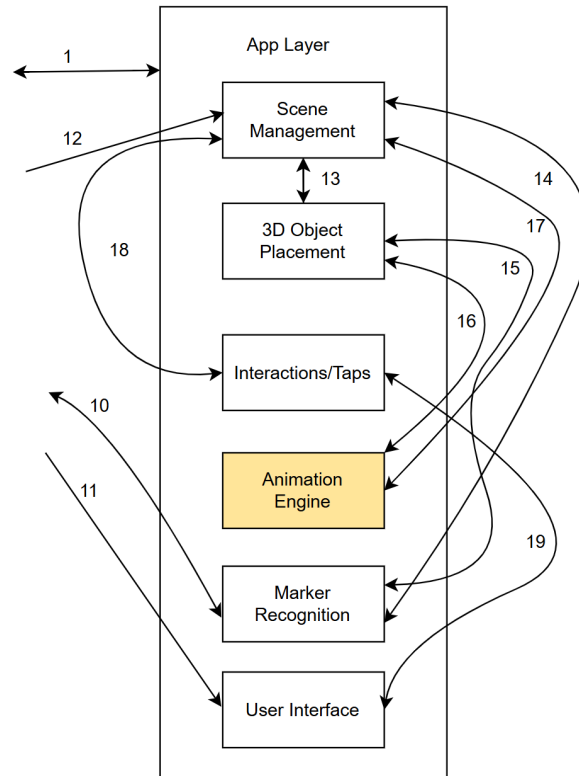 App Layer
1
Scene
Management
12
13
14
17
3D Object
Placement
18
15
16
Interactions/Taps
10
11
Animation
Engine
19
Marker
Recognition
User Interface